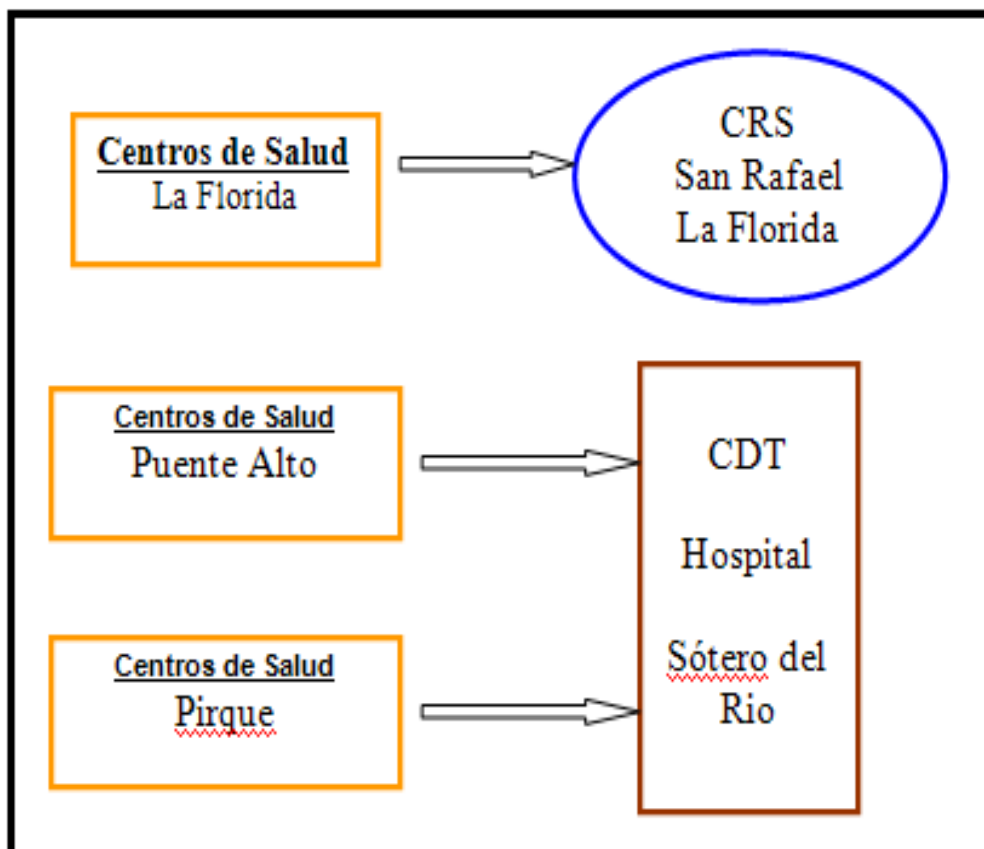 Centros de Salud
La Florida
CRS
San Rafael
La Florida
Centros de Salud
Puente Alto
CDT
Hospital
Sótero del
Rio
Centros de Salud
Pirque